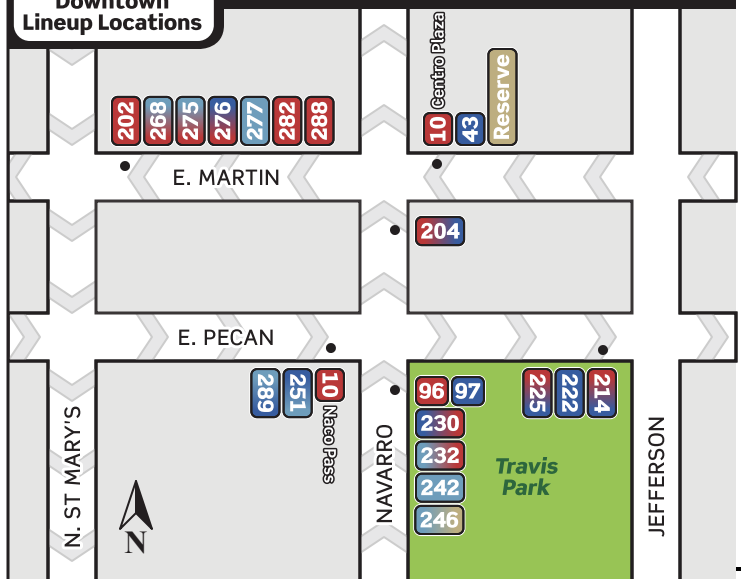 Downtown
Lineup Locations
202
268
275
276
277
282
288
10
Centro Plaza
43
Reserve
E. MARTIN
204
E. PECAN
289
251
10
Naco Pass
96
97
230
232
242
246
225
222
214
Travis
Park
N. ST MARY'S
NAVARRO
JEFFERSON
N